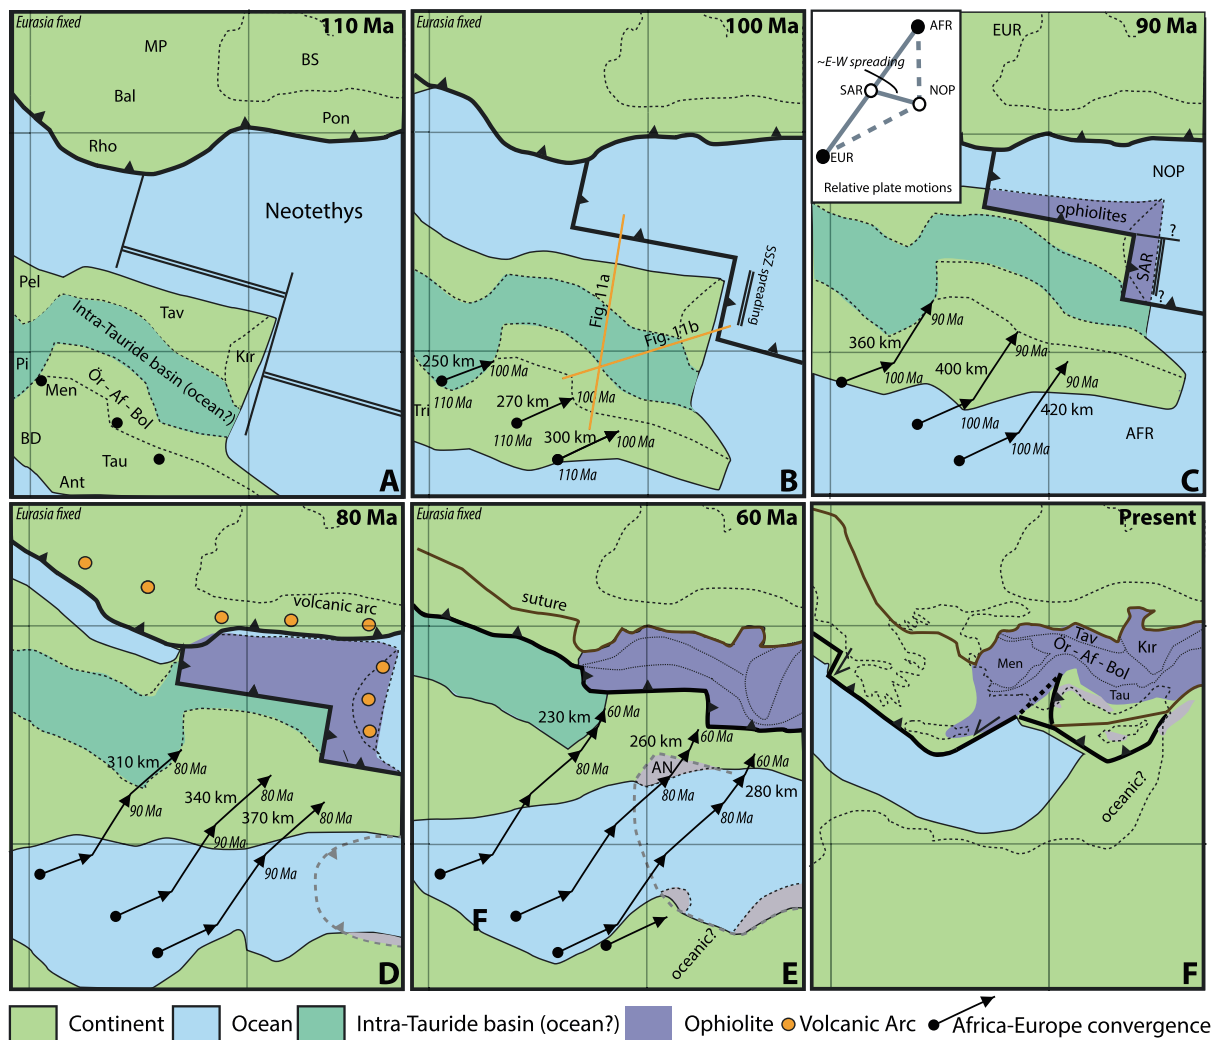 Eurasia fixed
110 Ma
MP
BS
Bal
Pon
Rho
Neotethys
Pel
Tav
Intra-Tauride basin (ocean?)
Kır
Pi
Men
Ör - Af - Bol
BD
Tau
Ant
A
Eurasia fixed
100 Ma
SSZ spreading
Fig. 11a
Fig. 11b
250 km
100 Ma
110 Ma
Tri
270 km
100 Ma
110 Ma
300 km
100 Ma
110 Ma
B
AFR
~E-W spreading
SAR
NOP
EUR
Relative plate motions
EUR
90 Ma
NOP
ophiolites
?
SAR
?
360 km
90 Ma
100 Ma
400 km
90 Ma
100 Ma
90 Ma
420 km
100 Ma
AFR
C
Eurasia fixed
80 Ma
volcanic arc
310 km
80 Ma
90 Ma
340 km
80 Ma
90 Ma
370 km
80 Ma
90 Ma
D
Eurasia fixed
60 Ma
suture
230 km
60 Ma
80 Ma
260 km
60 Ma
AN
80 Ma
60 Ma
280 km
80 Ma
F
oceanic?
E
Present
Men
Tav
Kır
Ör - Af - Bol
Tau
oceanic?
F
Continent
Ocean
Intra-Tauride basin (ocean?)
Ophiolite
Volcanic Arc
Africa-Europe convergence